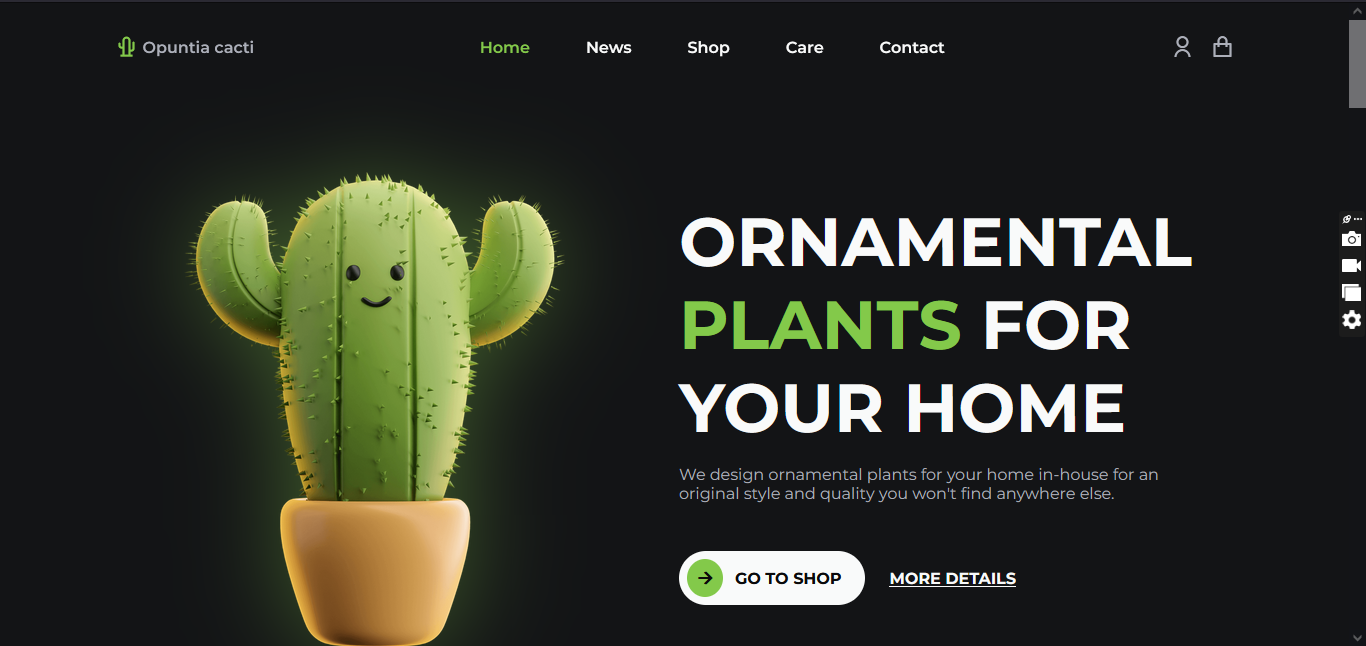 Opuntia cacti
Home News Shop Care Contact
ORNAMENTAL
PLANTS FOR
YOUR HOME
We design ornamental plants for your home in-house for an
original style and quality you won't find anywhere else.
GO TO SHOP MORE DETAILS